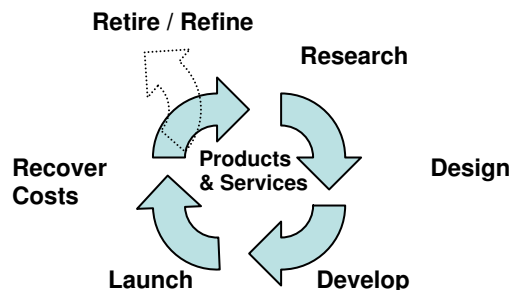 Retire / Refine
Research
Products
& Services
Recover
Costs
Design
Launch
Develop